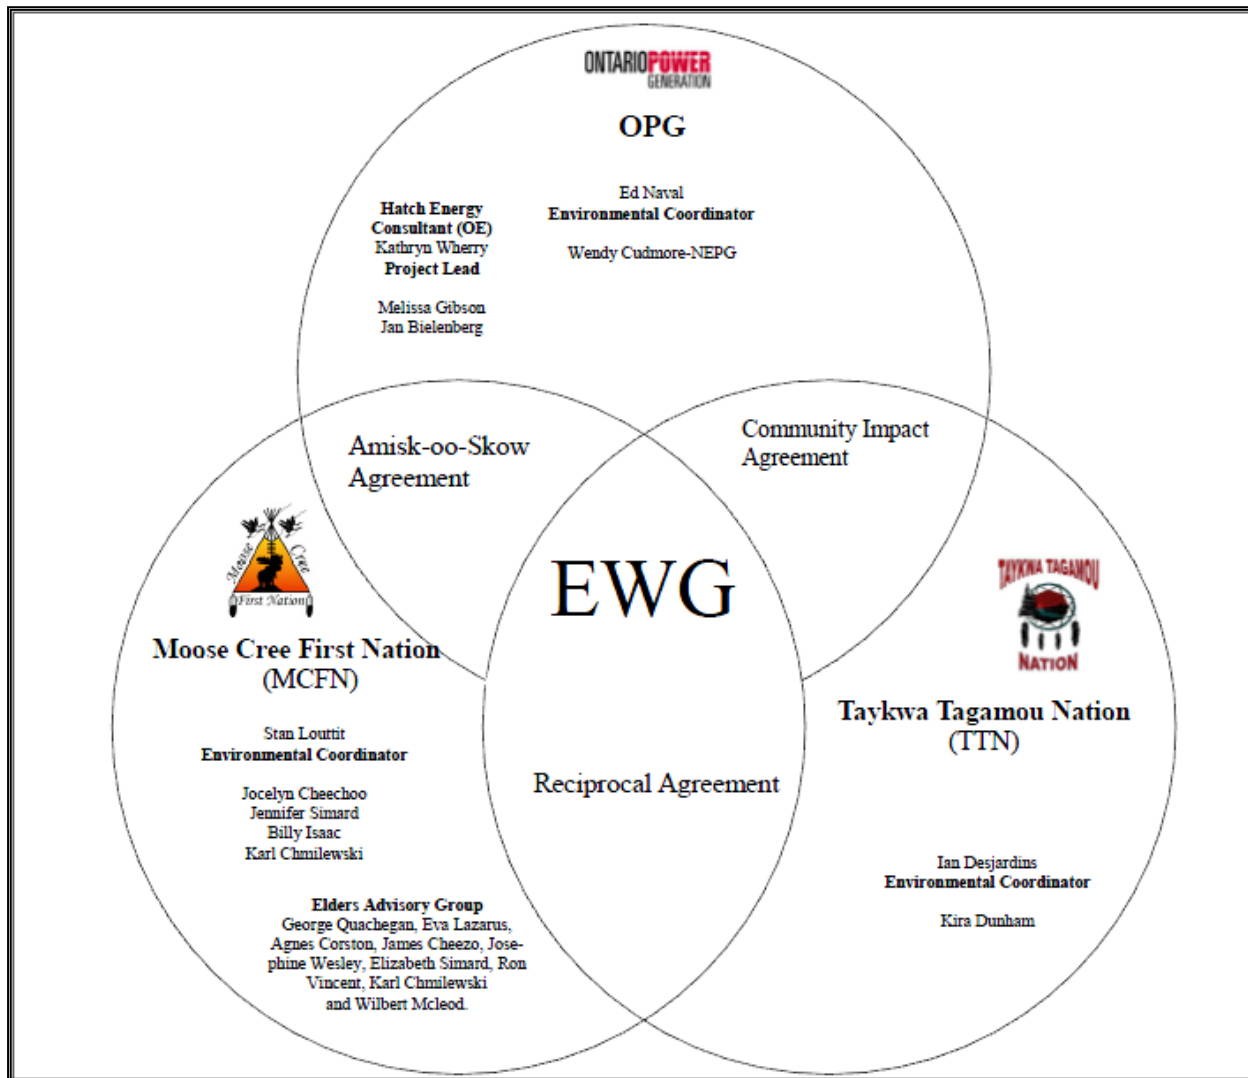 ONTARIOPOWER
GENERATION
OPG
Ed Naval
Environmental Coordinator
Wendy Cudmore-NEPG
Hatch Energy
Consultant (OE)
Kathryn Wherry
Project Lead
Melissa Gibson
Jan Bielenberg
Amisk-oo-Skow
Agreement
Community Impact
Agreement
EWG
Reciprocal Agreement
Moose Cree
First Nation
Moose Cree First Nation
(MCFN)
Stan Louttit
Environmental Coordinator
Jocelyn Cheechoo
Jennifer Simard
Billy Isaac
Karl Chmilewski
Elders Advisory Group
George Quachegan, Eva Lazarus,
Agnes Corston, James Cheezo, Jose-
phine Wesley, Elizabeth Simard, Ron
Vincent, Karl Chmilewski
and Wilbert Mcleod.
TAYKWA TAGAMOU
NATION
Taykwa Tagamou Nation
(TTN)
Ian Desjardins
Environmental Coordinator
Kira Dunham